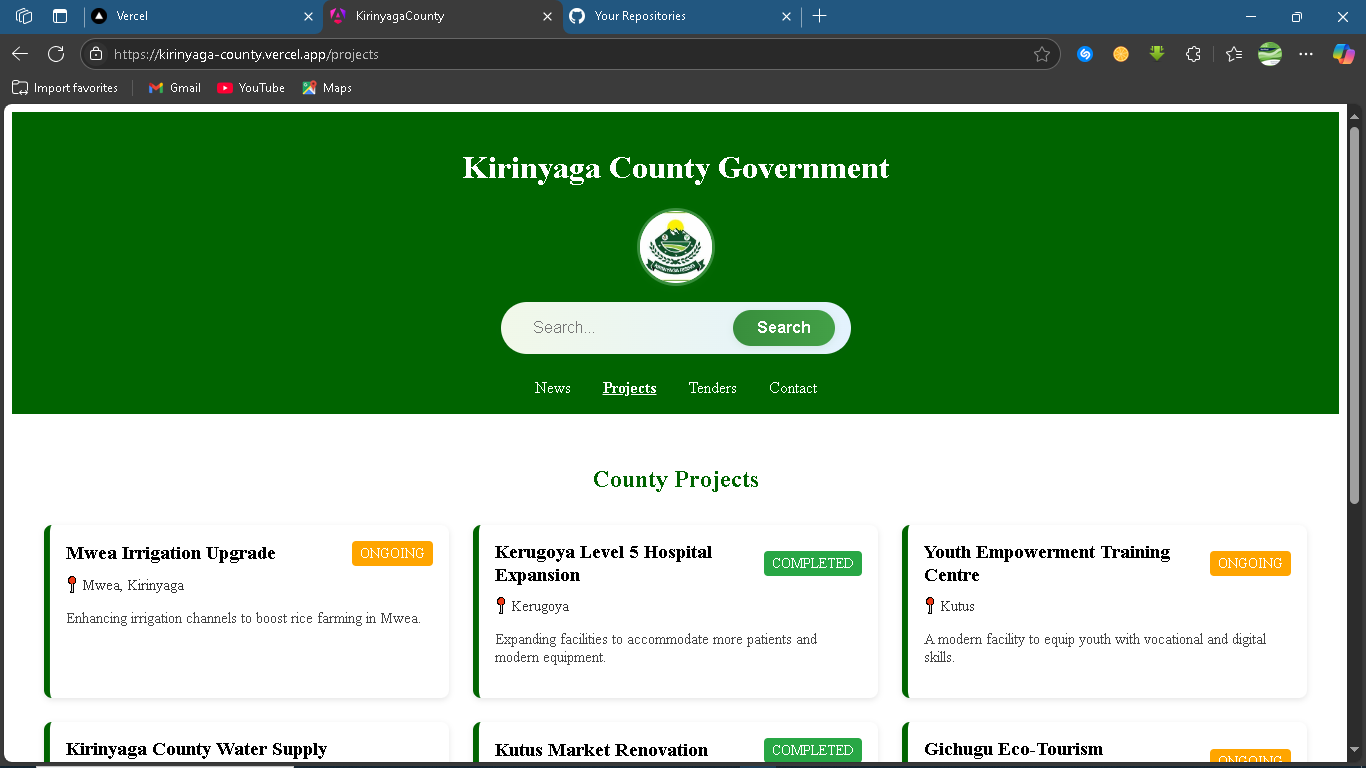 Vercel
KirinyagaCounty
Your Repositories
https://kirinyaga-county.vercel.app/projects
Import favorites
Gmail
YouTube
Maps
Kirinyaga County Government
Search...
Search
News
Projects
Tenders
Contact
County Projects
Mwea Irrigation Upgrade
ONGOING
Mwea, Kirinyaga
Enhancing irrigation channels to boost rice farming in Mwea.
Kerugoya Level 5 Hospital
Expansion
COMPLETED
Kerugoya
Expanding facilities to accommodate more patients and
modern equipment.
Youth Empowerment Training
Centre
ONGOING
Kutus
A modern facility to equip youth with vocational and digital
skills.
Kirinyaga County Water Supply
Kutus Market Renovation
COMPLETED
Gichugu Eco-Tourism
ONGOING